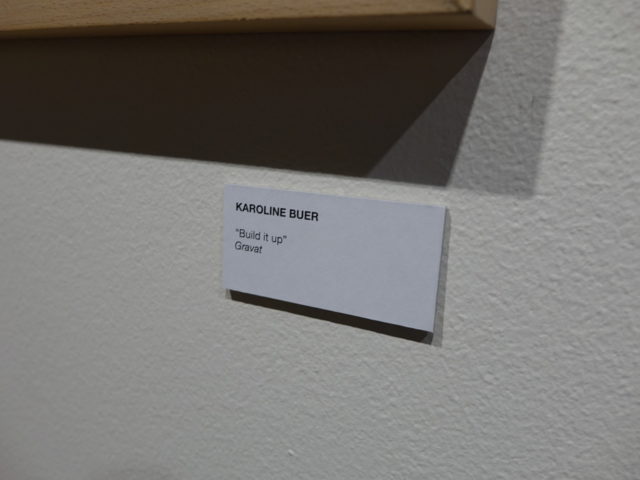 KAROLINE BUER
"Build it up"
Gravat